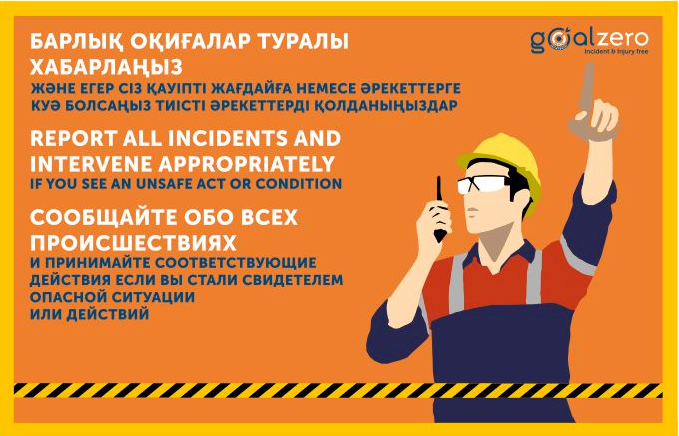 БАРЛЫҚ ОҚИҒАЛАР ТУРАЛЫ
ХАБАРЛАҢЫЗ
ЖӘНЕ ЕГЕР СІЗ ҚАУІПТІ ЖАҒДАЙҒА НЕМЕСЕ ӘРЕКЕТТЕРГЕ
КУӘ БОЛСАҢЫЗ ТИІСТІ ӘРЕКЕТТЕРДІ ҚОЛДАНЫҢЫЗДАР
goalzero
incident & injury free
REPORT ALL INCIDENTS AND
INTERVENE APPROPRIATELY
IF YOU SEE AN UNSAFE ACT OR CONDITION
СООБЩАЙТЕ ОБО ВСЕХ
ПРОИСШЕСТВИЯХ
И ПРИНИМАЙТЕ СООТВЕТСТВУЮЩИЕ
ДЕЙСТВИЯ ЕСЛИ ВЫ СТАЛИ СВИДЕТЕЛЕМ
ОПАСНОЙ СИТУАЦИИ
ИЛИ ДЕЙСТВИЙ